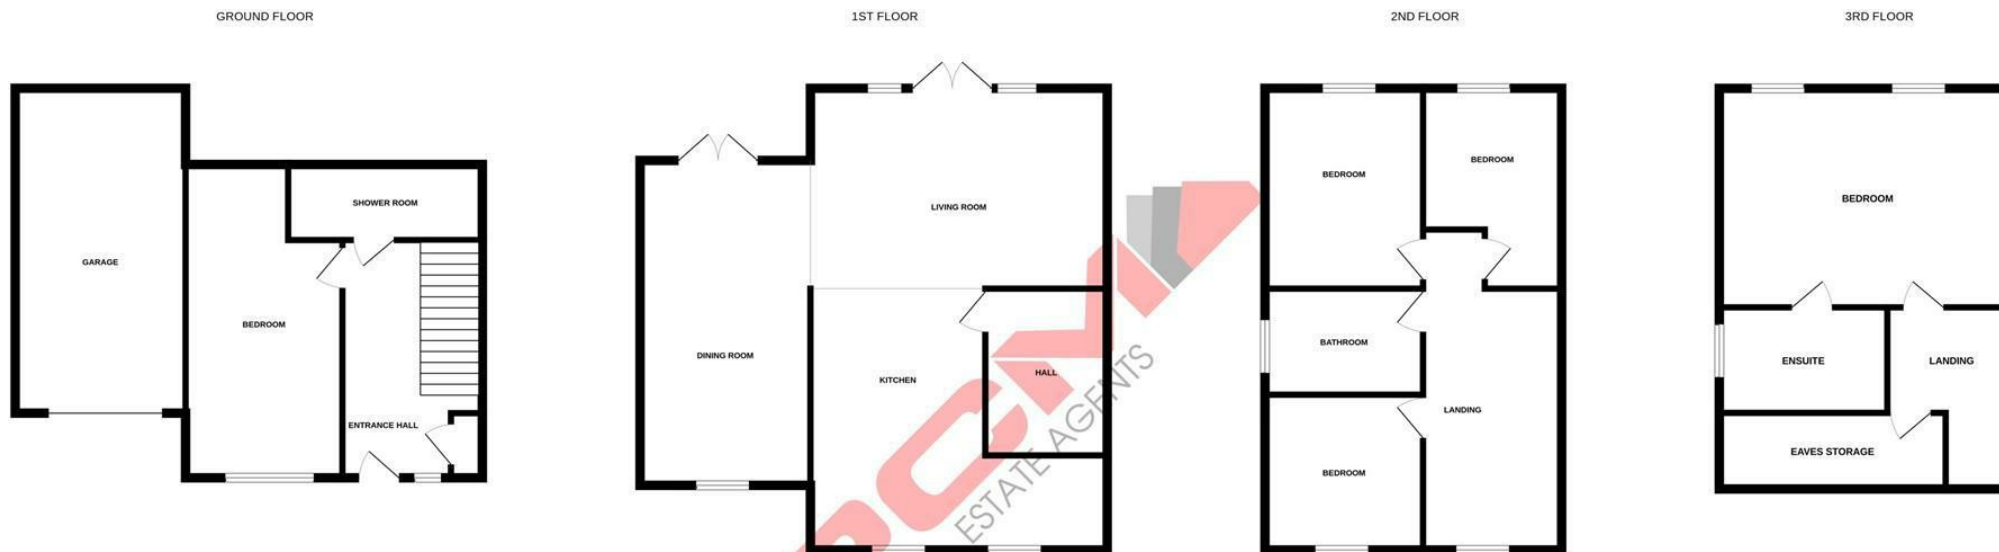 GROUND FLOOR
GARAGE
BEDROOM
SHOWER ROOM
ENTRANCE HALL
1ST FLOOR
LIVING ROOM
DINING ROOM
KITCHEN
HALL
2ND FLOOR
BEDROOM
BEDROOM
BATHROOM
LANDING
BEDROOM
3RD FLOOR
BEDROOM
ENSUITE
LANDING
EAVES STORAGE
PCM
ESTATE AGENTS